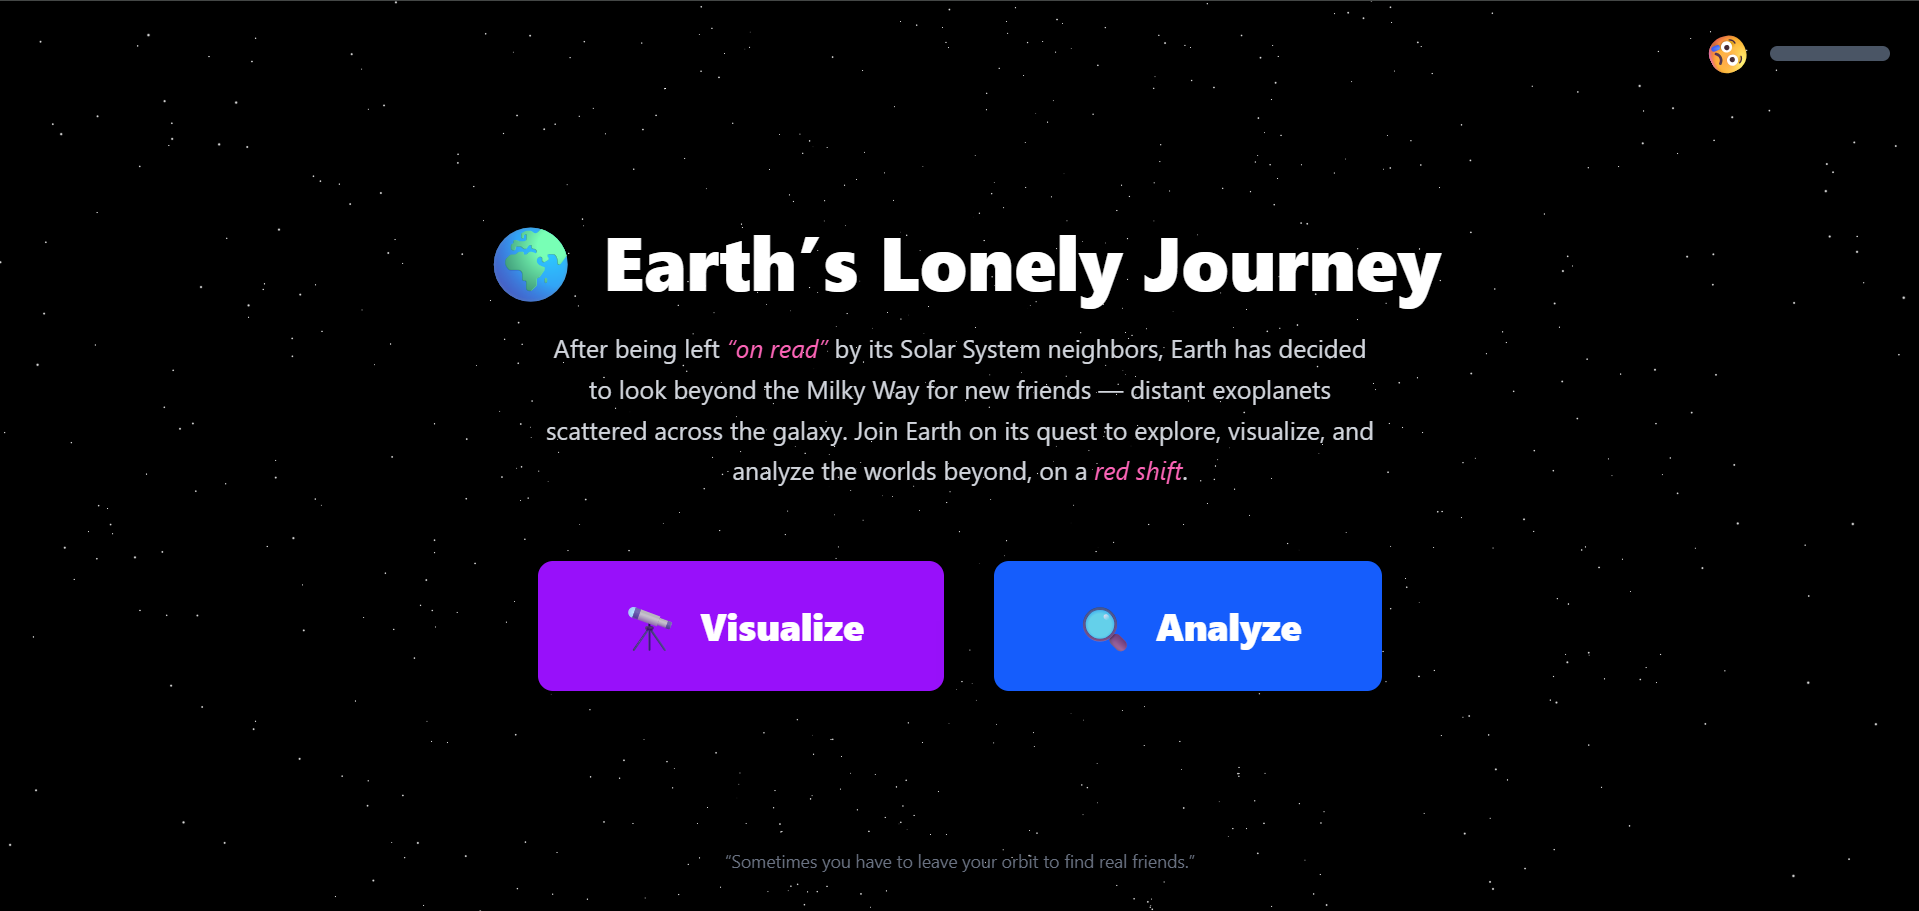 Earth’s Lonely Journey
After being left “on read” by its Solar System neighbors, Earth has decided
to look beyond the Milky Way for new friends — distant exoplanets
scattered across the galaxy. Join Earth on its quest to explore, visualize, and
analyze the worlds beyond, on a red shift.
Visualize
Analyze
“Sometimes you have to leave your orbit to find real friends.”